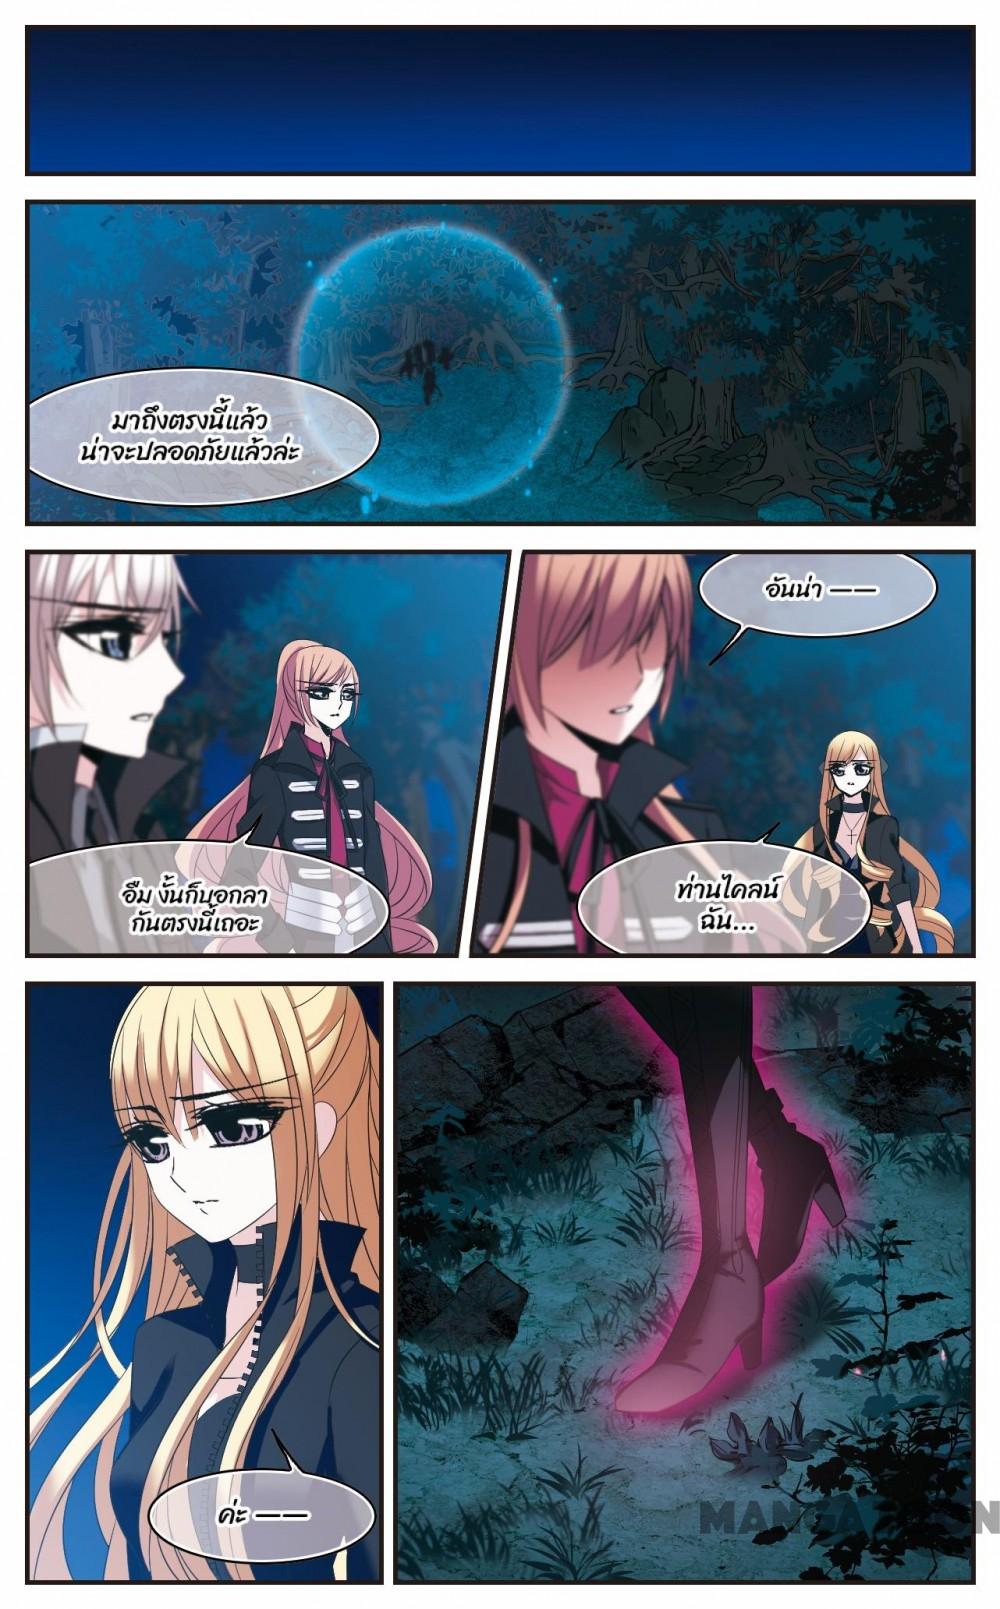 มาถึงตรงนี้แล้ว
น่าจะปลอดภัยแล้วล่ะ
อืม งั้นก็บอกลา
กันตรงนี้เถอะ
อันน่า ——
ท่านไคลน์
ฉัน...
ค่ะ ——